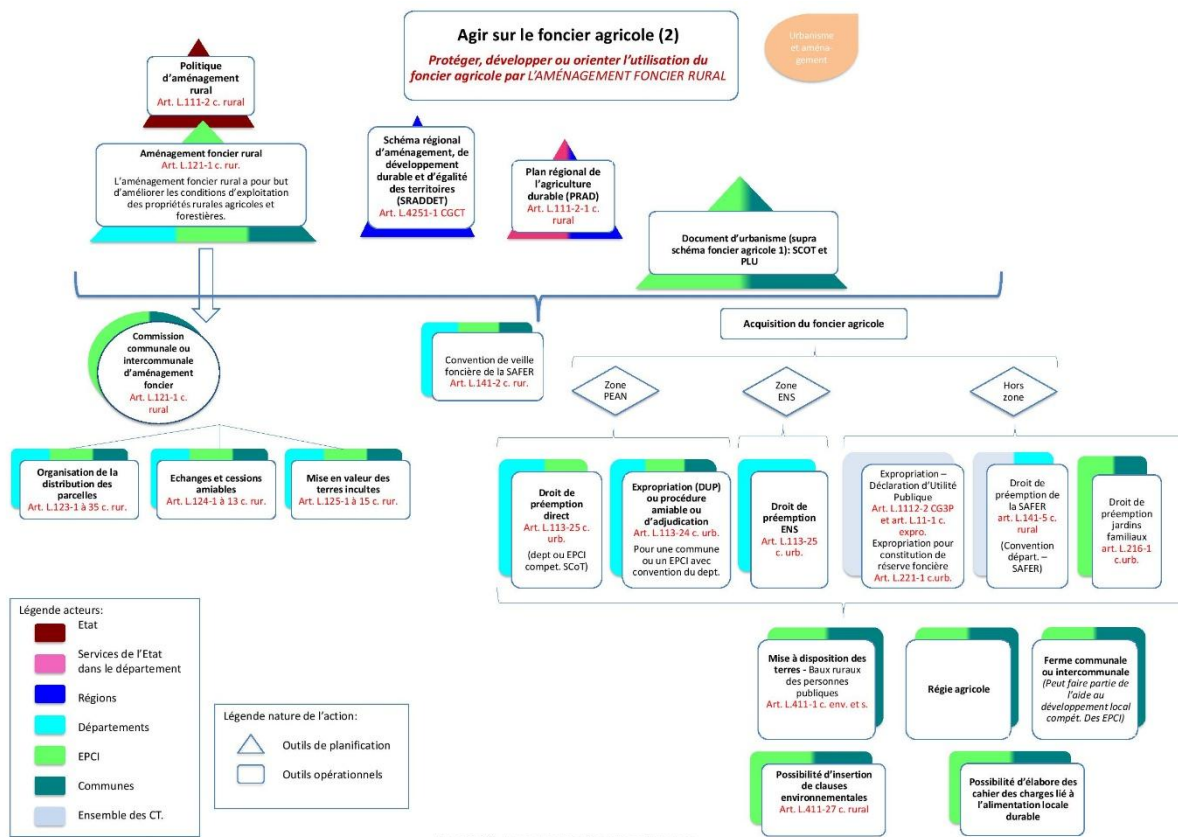 Agir sur le foncier agricole (2)
Protéger, développer ou orienter l'utilisation du
foncier agricole par L'AMÉNAGEMENT FONCIER RURAL
Urbanisme
et aména-
gement
Politique
d'aménagement
rural
Art. L.111-2 c. rural
Aménagement foncier rural
Art. L.121-1 c. rur.
L'aménagement foncier rural a pour but
d'améliorer les conditions d'exploitation
des propriétés rurales agricoles et
forestières.
Schéma régional
d'aménagement, de
développement
durable et d'égalité
des territoires
(SRADDET)
Art. L.4251-1 CGCT
Plan régional de
l'agriculture
durable (PRAD)
Art. L.111-2-1 c.
rural
Document d'urbanisme (supra
schéma foncier agricole 1): SCOT et
PLU
Commission
communale ou
intercommunale
d'aménagement
foncier
Art. L.121-1 c.
rural
Convention de veille
foncière de la SAFER
Art. L.141-2 c. rur.
Acquisition du foncier agricole
Zone
PEAN
Zone
ENS
Hors
zone
Organisation de la
distribution des
parcelles
Art. L.123-1 à 35 c. rur.
Echanges et cessions
amiables
Art. L.124-1 à 13 c. rur.
Mise en valeur des
terres incultes
Art. L.125-1 à 15 c. rur.
Droit de
préemption
direct
Art. L.113-25 c.
urb.
(dept ou EPCI
compet. SCoT)
Expropriation (DUP)
ou procédure
amiable ou
d'adjudication
Art. L.113-24 c. urb.
Pour une commune
ou un EPCI avec
convention du dept.
Droit de
préemption
ENS
Art. L.113-25
c. urb.
Expropriation –
Déclaration d'Utilité
Publique
Art. L.1112-2 CG3P
et art. L.11-1 c.
expro.
Expropriation pour
constitution de
réserve foncière
Art. L.221-1 c.urb.
Droit de
préemption de la
SAFER
art. L.141-5 c.
rural
(Convention
départ. –
SAFER)
Droit de
préemption
jardins
familiaux
art. L.216-1
c.urb.
Légende acteurs:
Etat
Services de l'Etat
dans le département
Régions
Départements
EPCI
Communes
Ensemble des CT.
Légende nature de l'action:
Outils de planification
Outils opérationnels
Mise à disposition des
terres - Baux ruraux
des personnes
publiques
Art. L.411-1 c. env. et s.
Régie agricole
Ferme communale
ou intercommunale
(Peut faire partie de
l'aide au
développement local
compét. Des EPCI)
Possibilité d'insertion
de clauses
environnementales
Art. L.411-27 c. rural
Possibilité d'élabore des
cahier des charges lié à
l'alimentation locale
durable